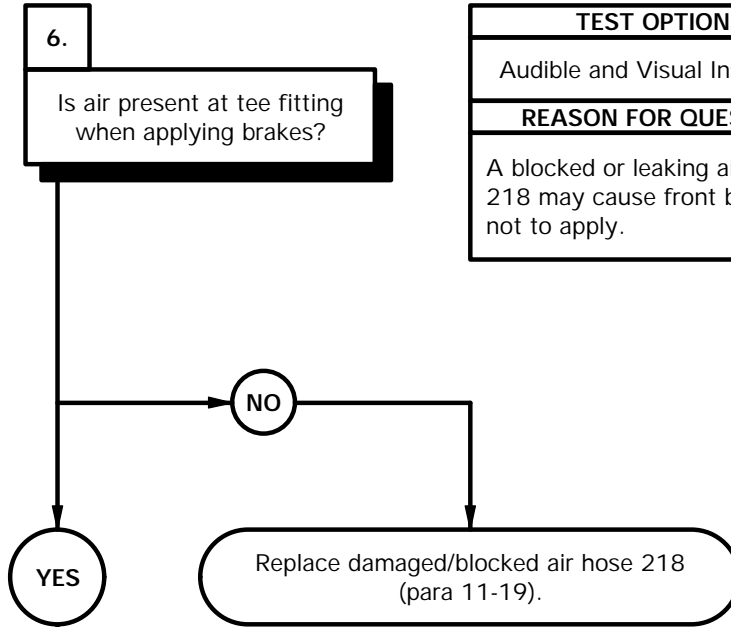 6.
Is air present at tee fitting
when applying brakes?
TEST OPTION
Audible and Visual In
REASON FOR QUES
A blocked or leaking
218 may cause front
not to apply.
NO
YES
Replace damaged/blocked air hose 218
(para 11-19).